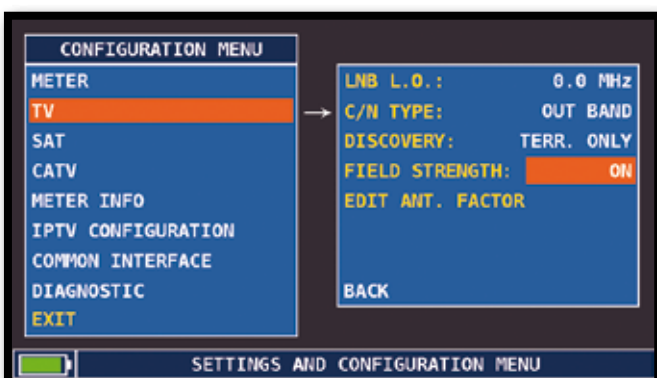 CONFIGURATION MENU
METER
TV
SAT
CATV
METER INFO
IPTV CONFIGURATION
COMMON INTERFACE
DIAGNOSTIC
EXIT
LNB L.O.: 0.0 MHz
C/N TYPE: OUT BAND
DISCOVERY: TERR. ONLY
FIELD STRENGTH: ON
EDIT ANT. FACTOR
BACK
SETTINGS AND CONFIGURATION MENU